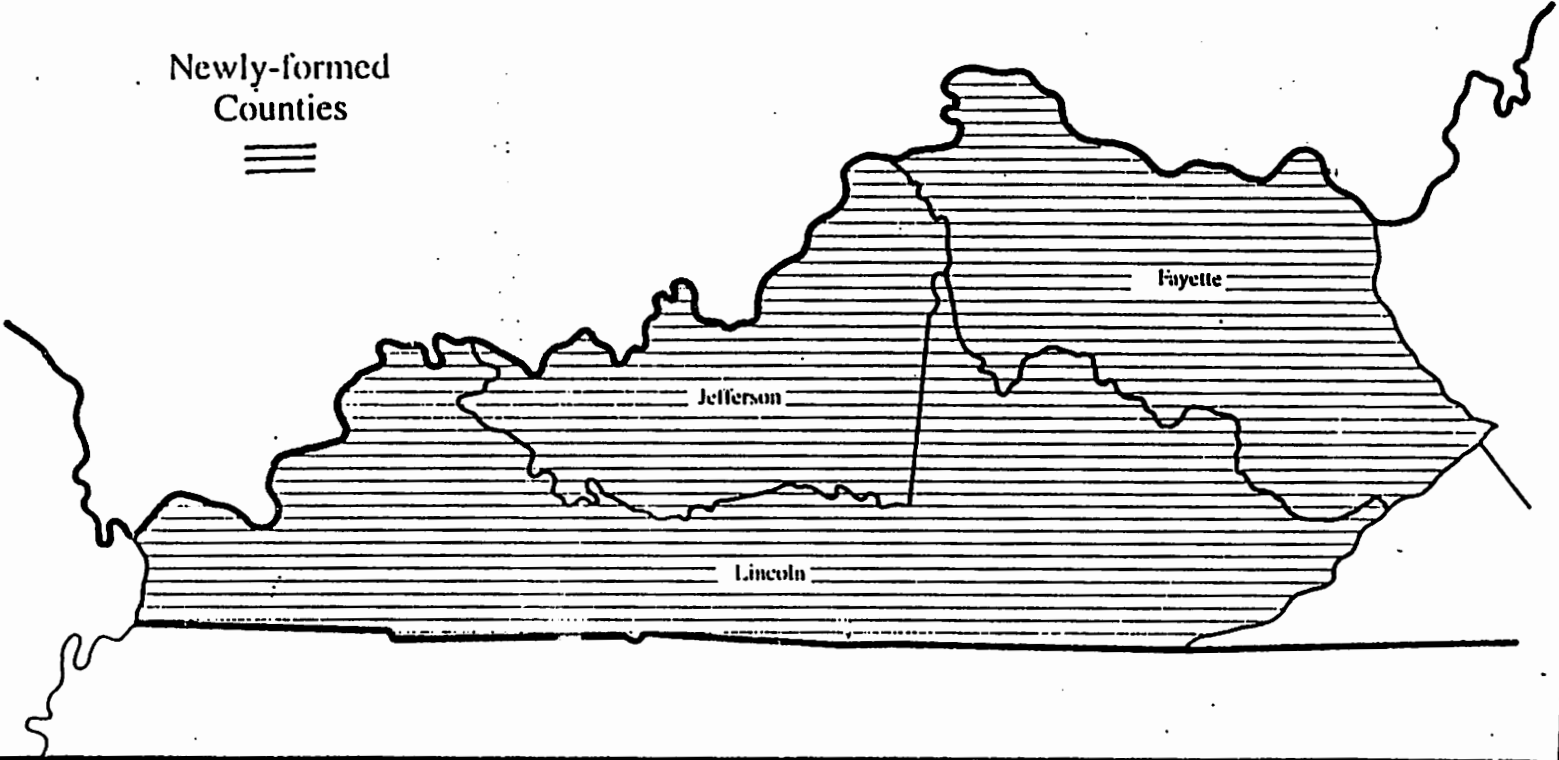 Newly-formed
Counties
Fayette
Jefferson
Lincoln